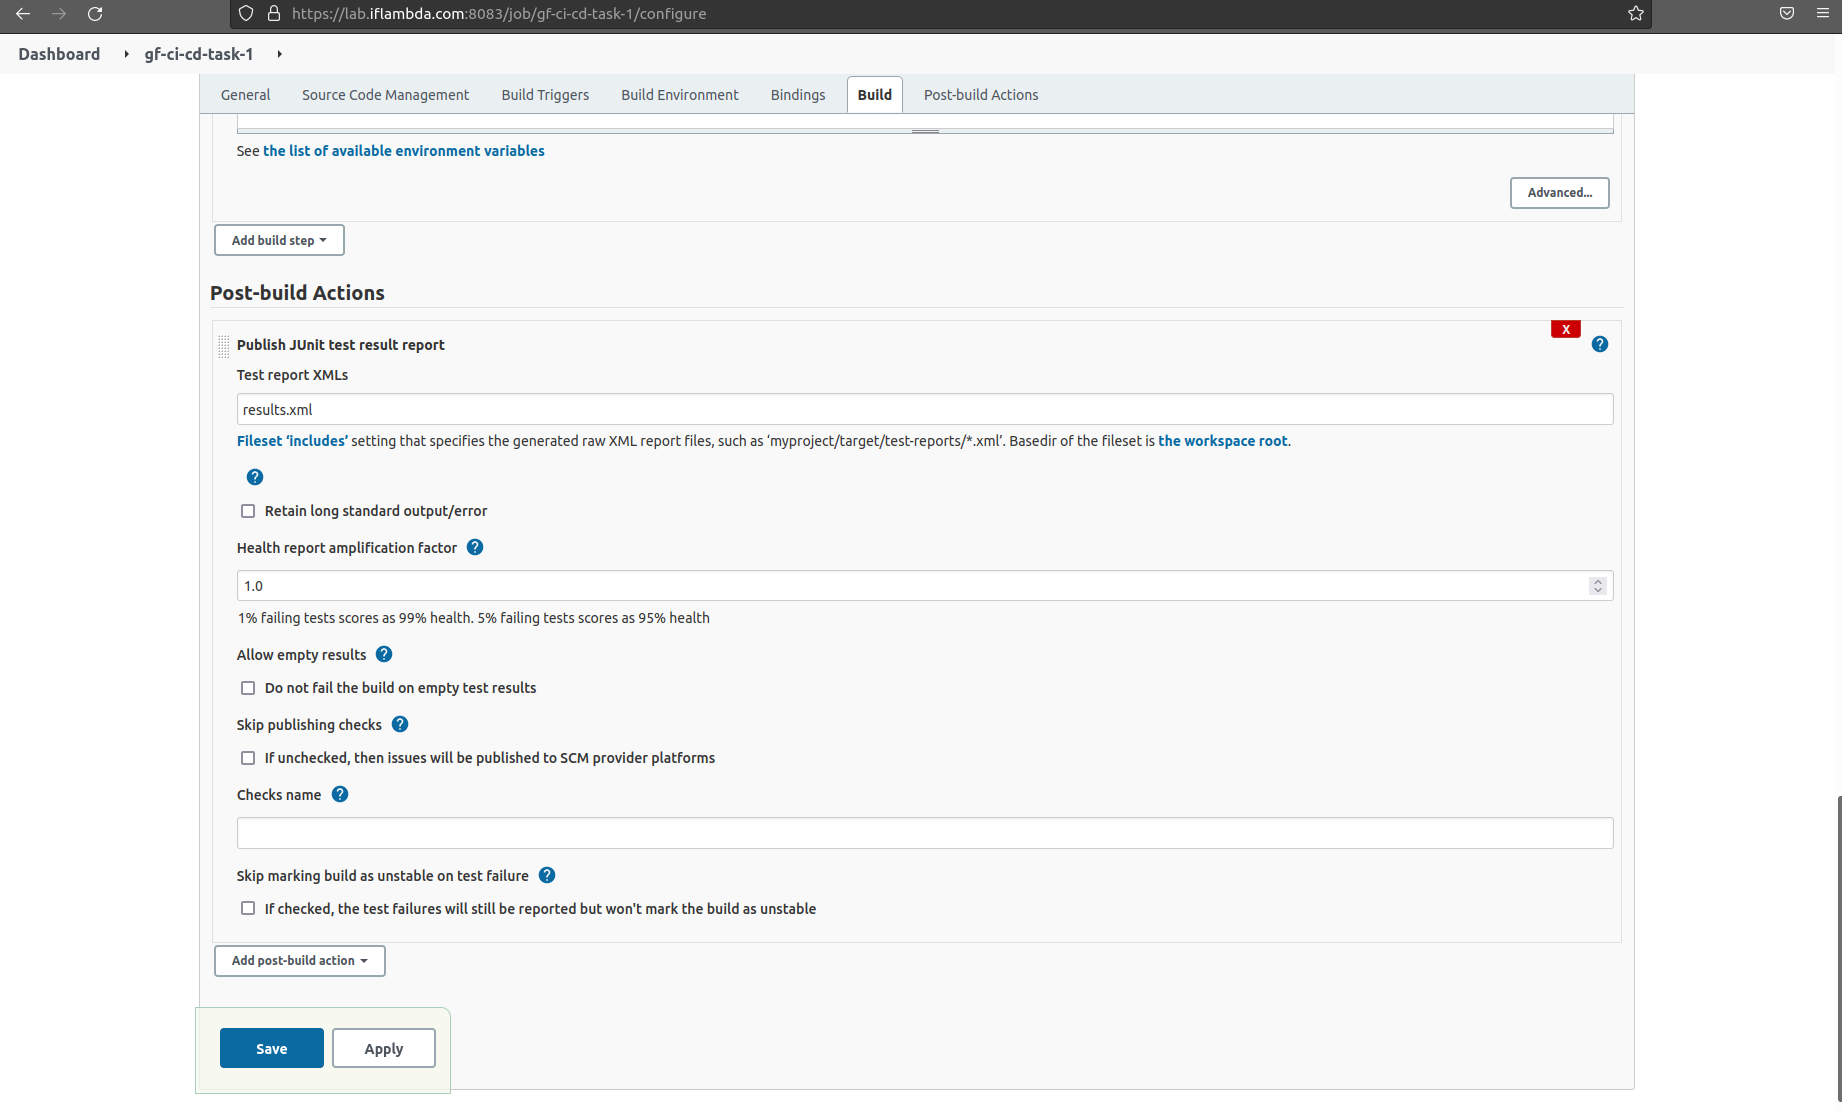 https://lab.iflambda.com:8083/job/gf-ci-cd-task-1/configure
Dashboard gf-ci-cd-task-1
General Source Code Management Build Triggers Build Environment Bindings Build Post-build Actions
See the list of available environment variables
Advanced...
Add build step
Post-build Actions
X
Publish JUnit test result report ?
Test report XMLs
results.xml
Fileset ‘includes’ setting that specifies the generated raw XML report files, such as ‘myproject/target/test-reports/*.xml’. Basedir of the fileset is the workspace root.
?
Retain long standard output/error
Health report amplification factor ?
1.0
1% failing tests scores as 99% health. 5% failing tests scores as 95% health
Allow empty results ?
Do not fail the build on empty test results
Skip publishing checks ?
If unchecked, then issues will be published to SCM provider platforms
Checks name ?
Skip marking build as unstable on test failure ?
If checked, the test failures will still be reported but won't mark the build as unstable
Add post-build action
Save Apply